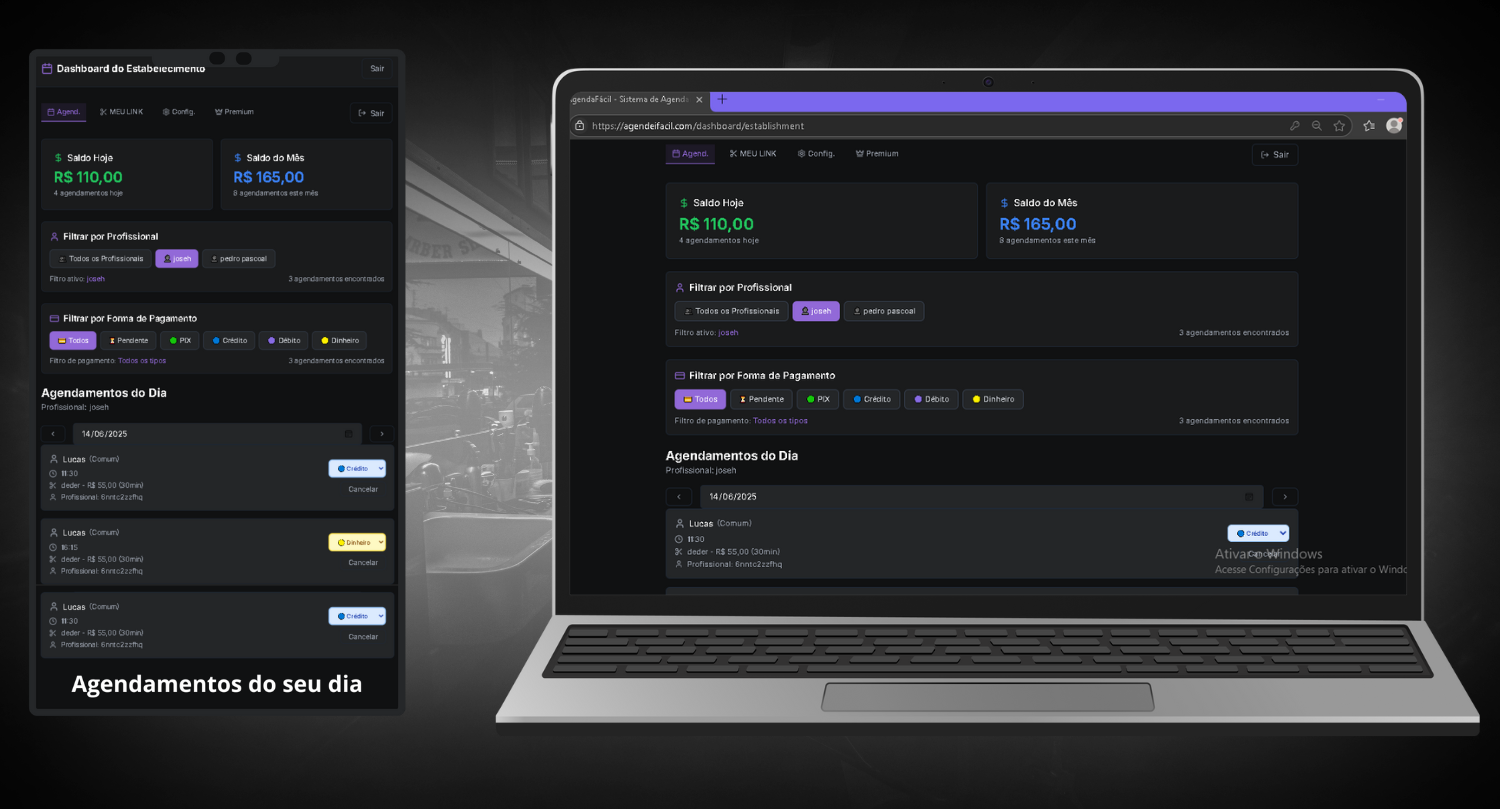 Dashboard do Estabelecimento
Sair
Agend.
MEU LINK
Config.
Premium
Sair
Saldo Hoje
R$ 110,00
4 agendamentos hoje
Saldo do Mês
R$ 165,00
8 agendamentos este mês
Filtrar por Profissional
Todos os Profissionais
joseh
pedro pascoal
Filtro ativo: joseh
3 agendamentos encontrados
Filtrar por Forma de Pagamento
Todos
Pendente
PIX
Crédito
Débito
Dinheiro
Filtro de pagamento: Todos os tipos
3 agendamentos encontrados
Agendamentos do Dia
Profissional: joseh
14/06/2025
Lucas (Comum)
11:30
deder - R$ 55,00 (30min)
Profissional: 6nntc2zzfhq
Crédito
Cancelar
Lucas (Comum)
16:15
deder - R$ 55,00 (30min)
Profissional: 6nntc2zzfhq
Dinheiro
Cancelar
Lucas (Comum)
11:30
deder - R$ 55,00 (30min)
Profissional: 6nntc2zzfhq
Crédito
Cancelar
Agendamentos do seu dia
gendaFácil - Sistema de Agenda
https://agendeifacil.com/dashboard/establishment
Agend.
MEU LINK
Config.
Premium
Sair
Saldo Hoje
R$ 110,00
4 agendamentos hoje
Saldo do Mês
R$ 165,00
8 agendamentos este mês
Filtrar por Profissional
Todos os Profissionais
joseh
pedro pascoal
Filtro ativo: joseh
3 agendamentos encontrados
Filtrar por Forma de Pagamento
Todos
Pendente
PIX
Crédito
Débito
Dinheiro
Filtro de pagamento: Todos os tipos
3 agendamentos encontrados
Agendamentos do Dia
Profissional: joseh
14/06/2025
Lucas (Comum)
11:30
deder - R$ 55,00 (30min)
Profissional: 6nntc2zzfhq
Crédito
Cancelar
Ativar o Windows
Acesse Configurações para ativar o Windo